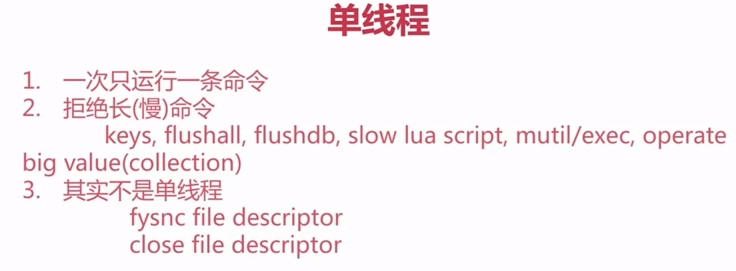 单线程
1. 一次只运行一条命令
2. 拒绝长(慢)命令
keys, flushall, flushdb, slow lua script, mutil/exec, operate
big value(collection)
3. 其实不是单线程
fysnc file descriptor
close file descriptor